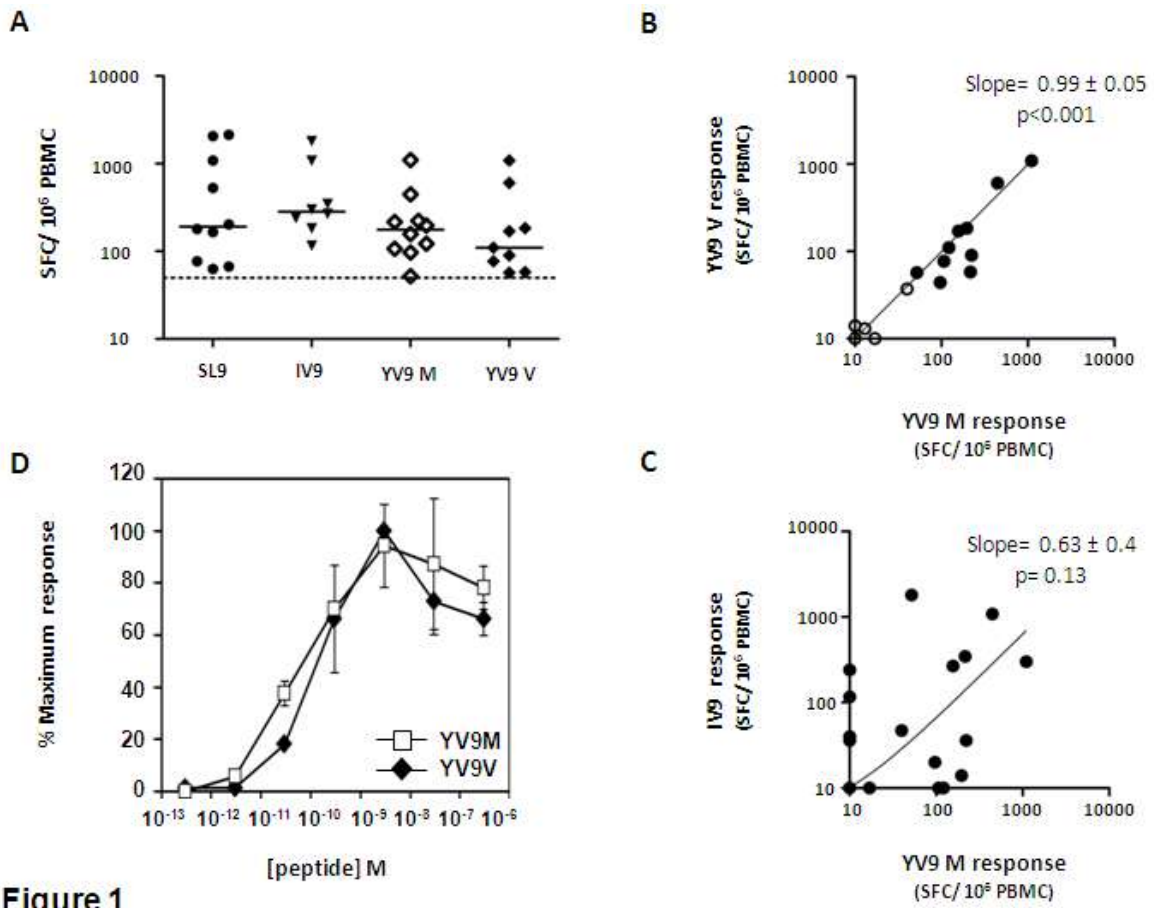 A
SFC/ 10⁶ PBMC
10000
1000
100
10
SL9
IV9
YV9 M
YV9 V
B
YV9 V response
(SFC/ 10⁶ PBMC)
10000
1000
100
10
Slope= 0.99 ± 0.05
p<0.001
10
100
1000
10000
YV9 M response
(SFC/ 10⁶ PBMC)
D
% Maximum response
120
100
80
60
40
20
0
YV9M
YV9V
10⁻¹³
10⁻¹²
10⁻¹¹
10⁻¹⁰
10⁻⁹
10⁻⁸
10⁻⁷
10⁻⁶
[peptide] M
C
IV9 response
(SFC/ 10⁶ PBMC)
10000
1000
100
10
Slope= 0.63 ± 0.4
p= 0.13
10
100
1000
10000
YV9 M response
(SFC/ 10⁶ PBMC)
Figure 1